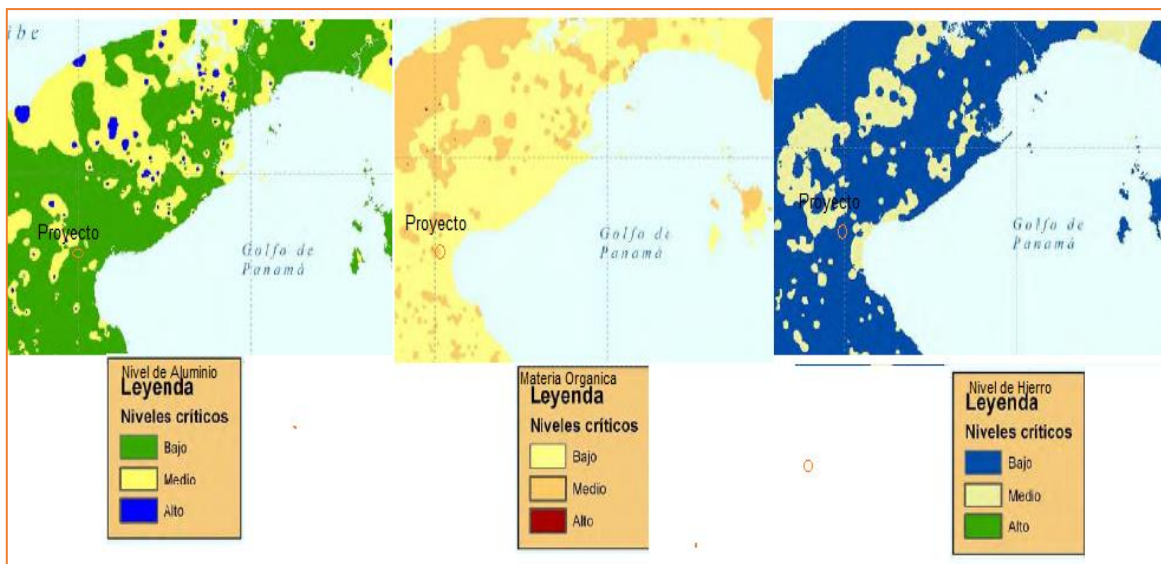 ibe
Proyecto
Golfo de
Panamá
Nivel de Aluminio
Leyenda
Niveles críticos
Bajo
Medio
Alto
Proyecto
Golfo de
Panamá
Materia Organica
Leyenda
Niveles críticos
Bajo
Medio
Alto
Proyecto
Golfo de
Panamá
Nivel de Hierro
Leyenda
Niveles críticos
Bajo
Medio
Alto